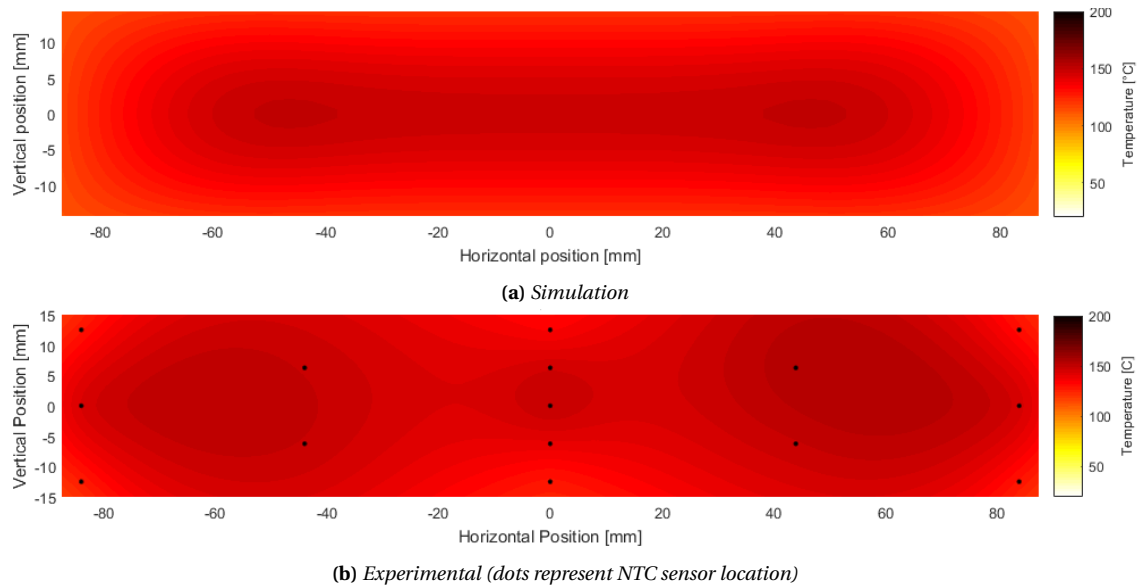 200
150
100
50
Temperature [°C]
10
5
0
-5
-10
Vertical position [mm]
-80 -60 -40 -20 0 20 40 60 80
Horizontal position [mm]
(a) Simulation
15
10
5
0
-5
-10
-15
Vertical Position [mm]
200
150
100
50
Temperature [C]
-80 -60 -40 -20 0 20 40 60 80
Horizontal Position [mm]
(b) Experimental (dots represent NTC sensor location)